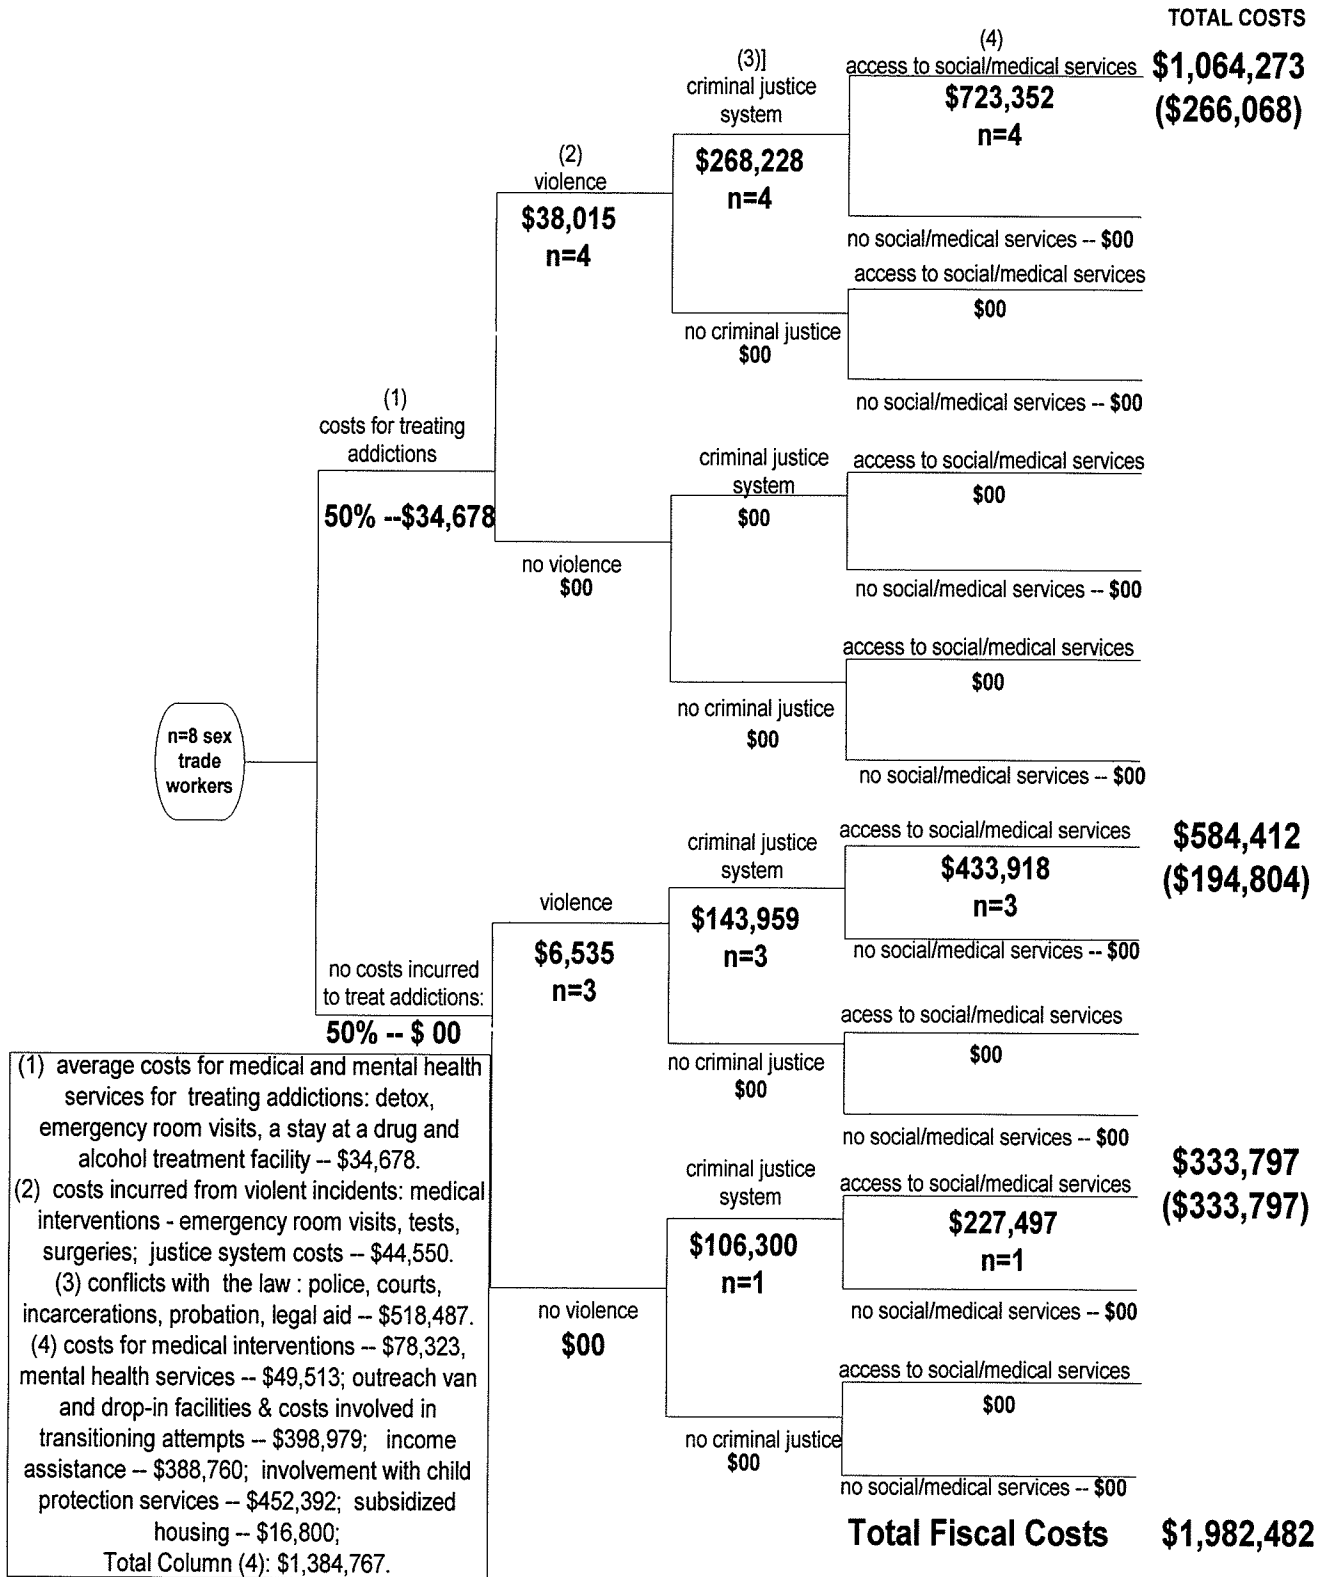 TOTAL COSTS
(4)
access to social/medical services
$1,064,273
($266,068)
$723,352
n=4
(3)]
criminal justice
system
$268,228
n=4
(2)
violence
$38,015
n=4
no social/medical services -- $00
access to social/medical services
$00
no criminal justice
$00
no social/medical services -- $00
(1)
costs for treating
addictions
50% --$34,678
criminal justice
system
$00
access to social/medical services
$00
no violence
$00
no social/medical services -- $00
access to social/medical services
$00
no criminal justice
$00
no social/medical services -- $00
n=8 sex
trade
workers
access to social/medical services
$584,412
($194,804)
criminal justice
system
$433,918
n=3
violence
$143,959
n=3
$6,535
n=3
no social/medical services -- $00
no costs incurred
to treat addictions:
50% -- $ 00
acess to social/medical services
$00
no criminal justice
$00
no social/medical services -- $00
$333,797
($333,797)
criminal justice
system
access to social/medical services
$227,497
n=1
$106,300
n=1
no violence
$00
no social/medical services -- $00
access to social/medical services
$00
no criminal justice
$00
no social/medical services -- $00
Total Fiscal Costs $1,982,482
(1) average costs for medical and mental health
services for treating addictions: detox,
emergency room visits, a stay at a drug and
alcohol treatment facility -- $34,678.
(2) costs incurred from violent incidents: medical
interventions - emergency room visits, tests,
surgeries; justice system costs -- $44,550.
(3) conflicts with the law : police, courts,
incarcerations, probation, legal aid -- $518,487.
(4) costs for medical interventions -- $78,323,
mental health services -- $49,513; outreach van
and drop-in facilities & costs involved in
transitioning attempts -- $398,979; income
assistance -- $388,760; involvement with child
protection services -- $452,392; subsidized
housing -- $16,800;
Total Column (4): $1,384,767.